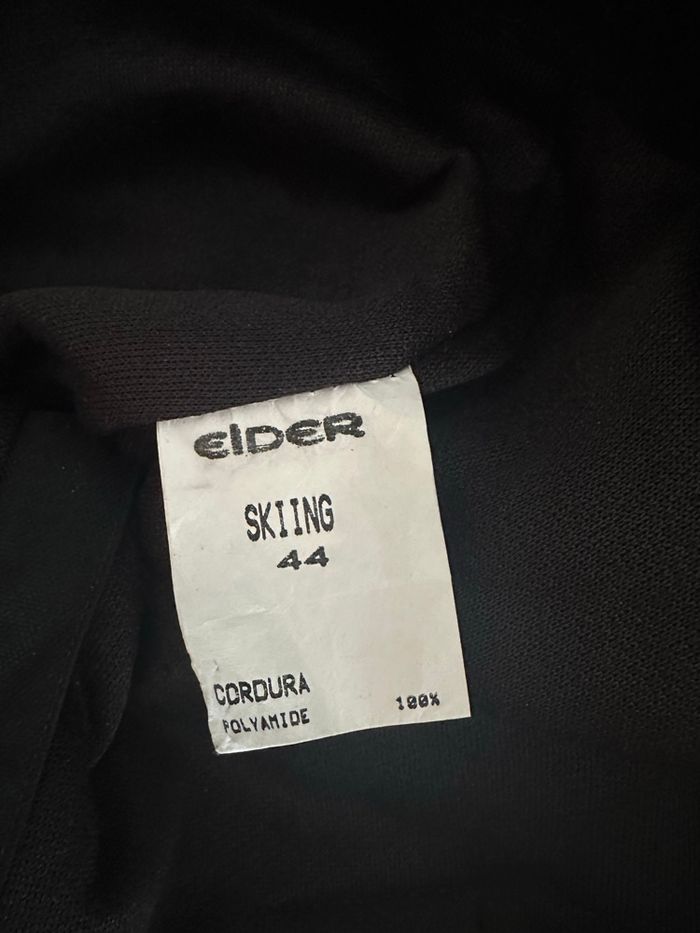 eIDER
SKIING
44
CORDURA
POLYAMIDE 100%